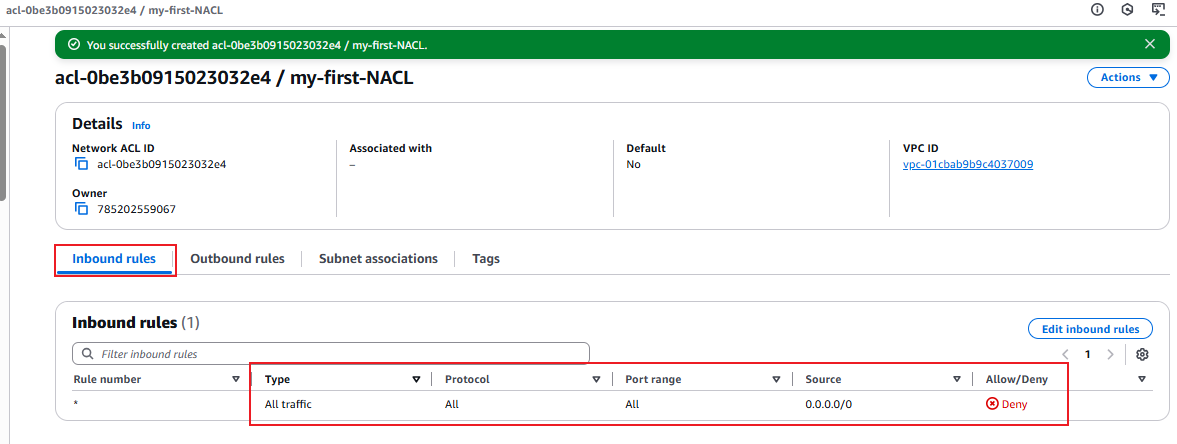 acl-0be3b0915023032e4 / my-first-NACL
You successfully created acl-0be3b0915023032e4 / my-first-NACL.
acl-0be3b0915023032e4 / my-first-NACL
Actions
Details Info
Network ACL ID
acl-0be3b0915023032e4
Associated with
–
Default
No
VPC ID
vpc-01cbab9b9c4037009
Owner
785202559067
Inbound rules Outbound rules Subnet associations Tags
Inbound rules (1)
Edit inbound rules
Filter inbound rules
1
Rule number Type Protocol Port range Source Allow/Deny
* All traffic All All 0.0.0.0/0 Deny